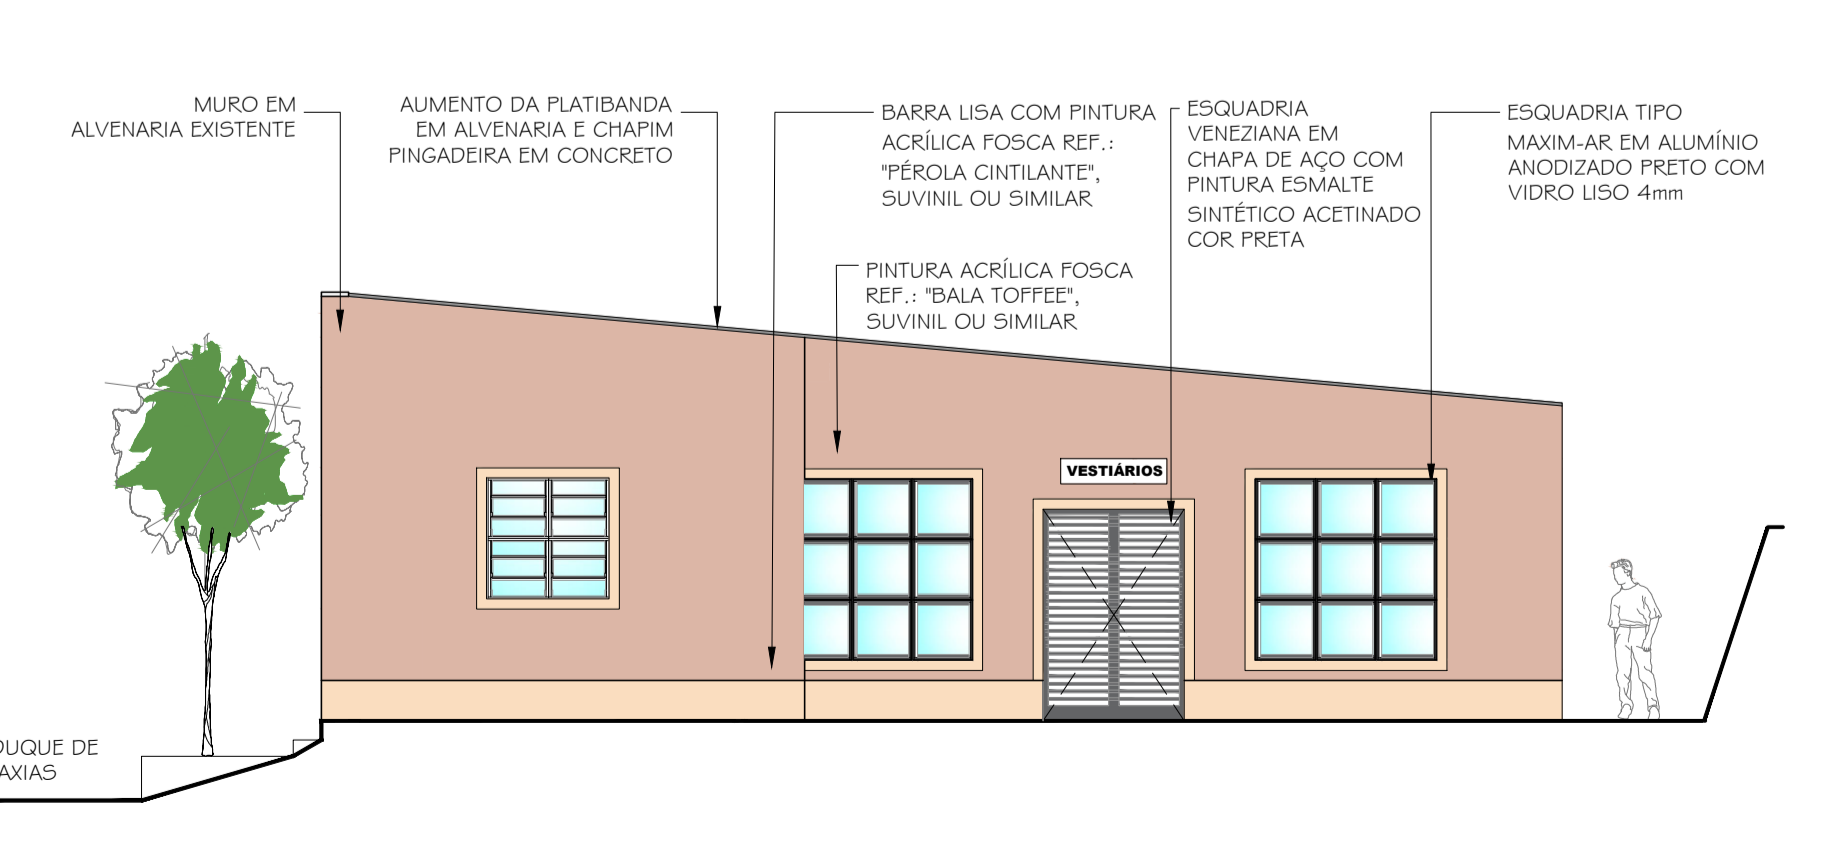 MURO EM
ALVENARIA EXISTENTE
AUMENTO DA PLATIBANDA
EM ALVENARIA E CHAPIM
PINGADEIRA EM CONCRETO
BARRA LISA COM PINTURA
ACRÍLICA FOSCA REF.:
"PÉROLA CINTILANTE",
SUVINIL OU SIMILAR
ESQUADRIA
VENEZIANA EM
CHAPA DE AÇO COM
PINTURA ESMALTE
SINTÉTICO ACETINADO
COR PRETA
ESQUADRIA TIPO
MAXIM-AR EM ALUMÍNIO
ANODIZADO PRETO COM
VIDRO LISO 4mm
PINTURA ACRÍLICA FOSCA
REF.: "BALA TOFFEE",
SUVINIL OU SIMILAR
VESTIÁRIOS
DUQUE DE
AXIAS